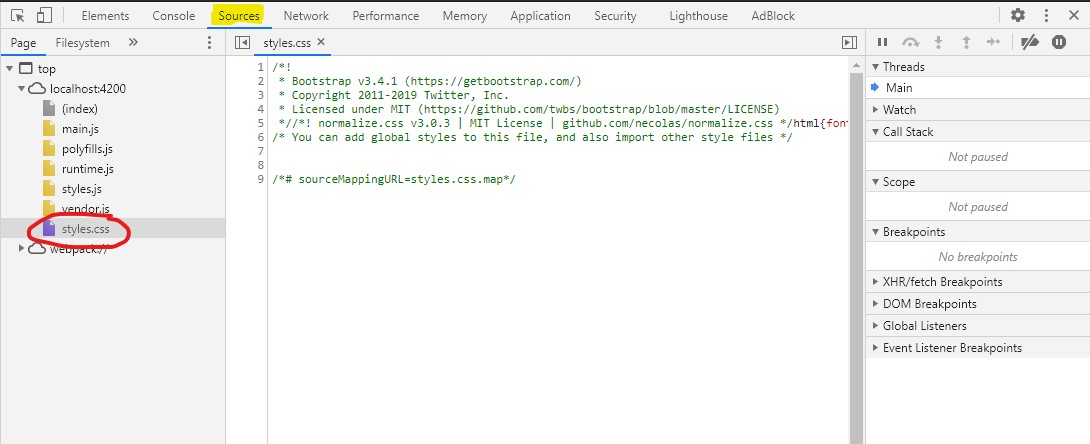 Elements Console Sources Network Performance Memory Application Security Lighthouse AdBlock
Page Filesystem » styles.css ×
top
localhost:4200
(index)
main.js
polyfills.js
runtime.js
styles.js
vendor.js
styles.css
webpack://
1 /*!
2 * Bootstrap v3.4.1 (https://getbootstrap.com/)
3 * Copyright 2011-2019 Twitter, Inc.
4 * Licensed under MIT (https://github.com/twbs/bootstrap/blob/master/LICENSE)
5 *//*! normalize.css v3.0.3 | MIT License | github.com/necolas/normalize.css */html{font
6 /* You can add global styles to this file, and also import other style files */
7
8
9 /*# sourceMappingURL=styles.css.map*/
Threads
Main
Watch
Call Stack
Not paused
Scope
Not paused
Breakpoints
No breakpoints
XHR/fetch Breakpoints
DOM Breakpoints
Global Listeners
Event Listener Breakpoints